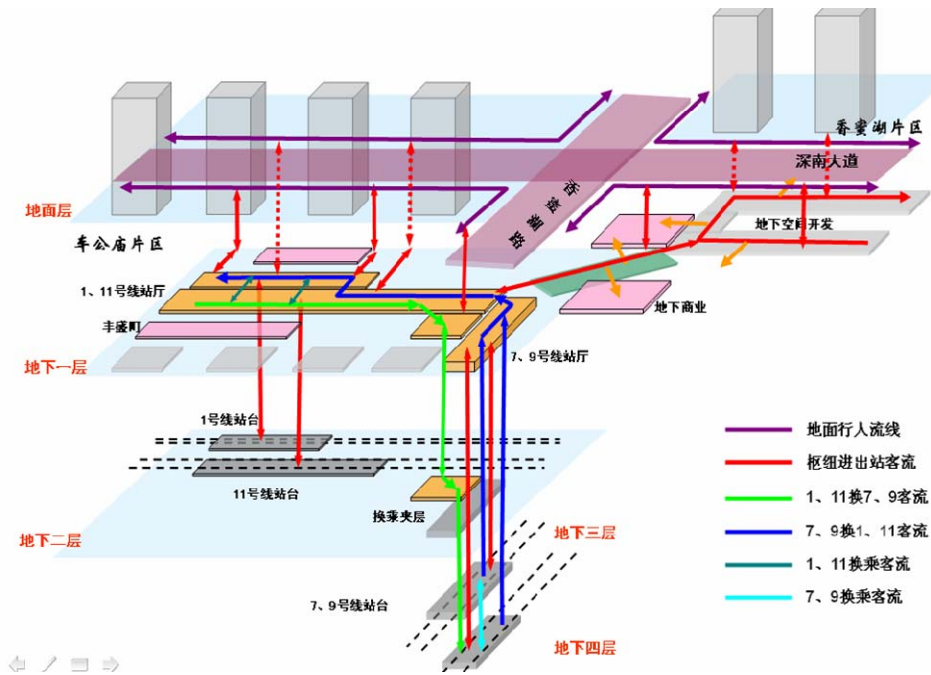 香蜜湖片区
深南大道
香蜜湖路
地面层
地下空间开发
车公庙片区
1、11号线站厅
地下商业
丰盛町
7、9号线站厅
地下一层
1号线站台
11号线站台
换乘夹层
地下二层
地下三层
7、9号线站台
地下四层
地面行人流线
枢纽进出站客流
1、11换7、9客流
7、9换1、11客流
1、11换乘客流
7、9换乘客流